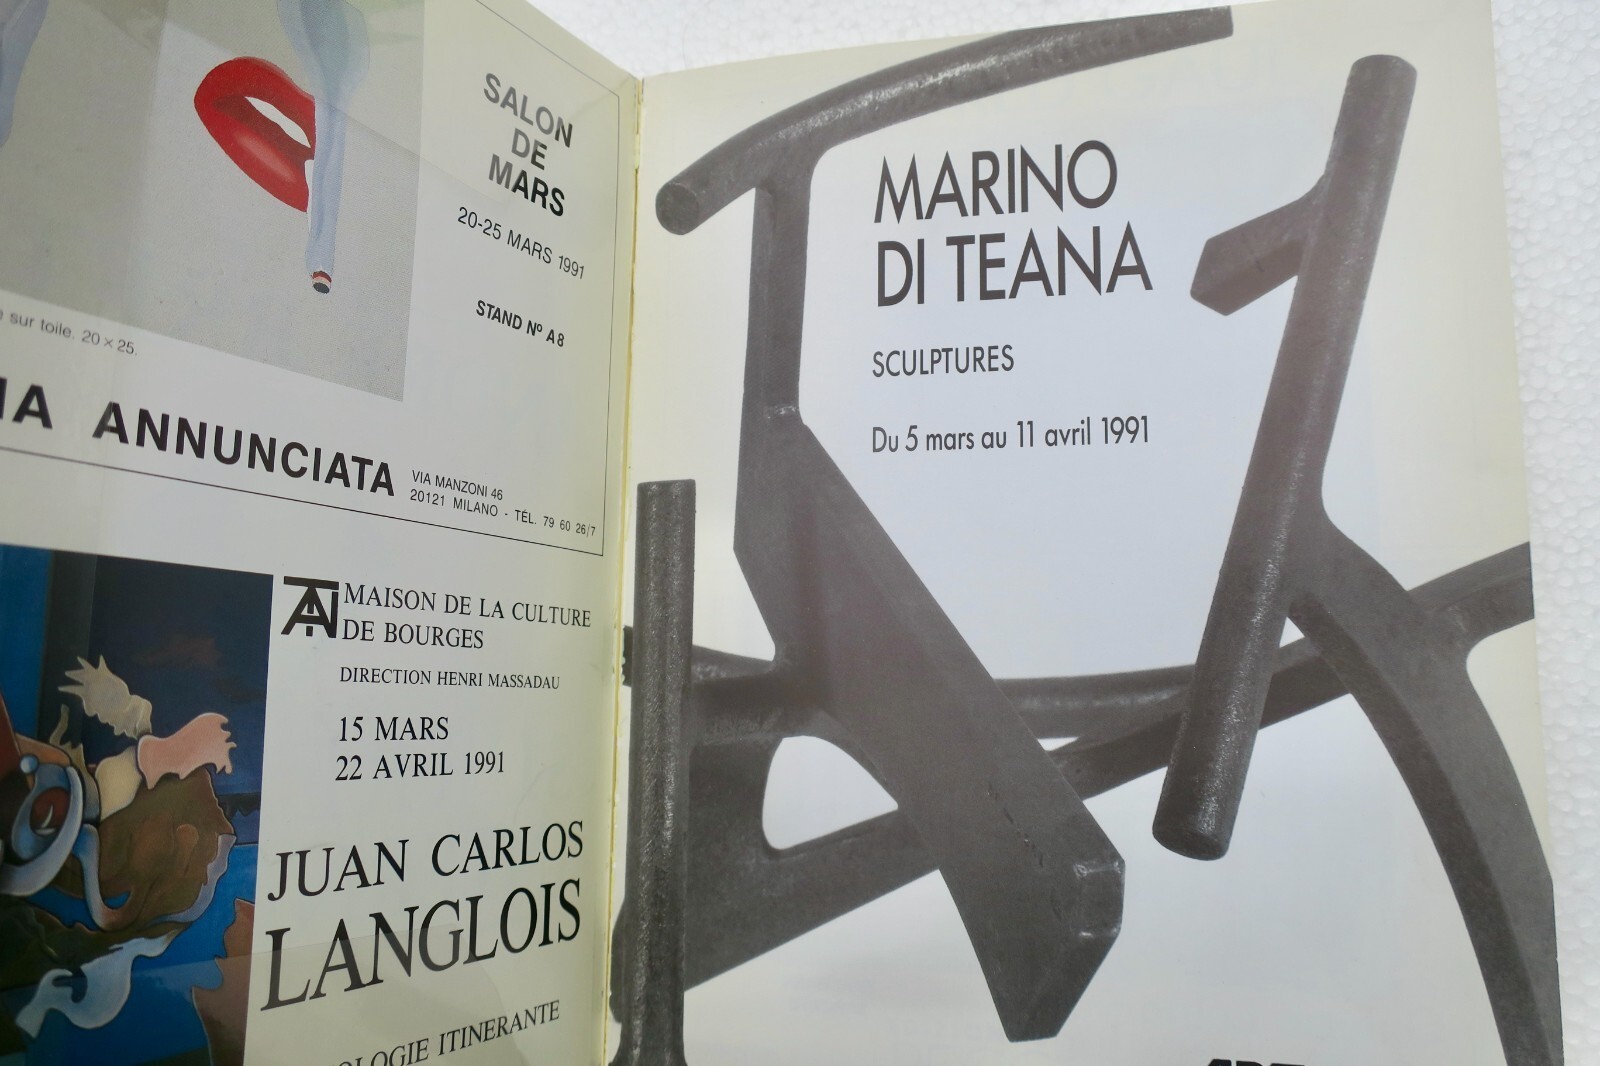 SALON
DE
MARS
20-25 MARS 1991
STAND Nº A8
sur toile. 20 × 25.
ANNUNCIATA
VIA MANZONI 46
20121 MILANO - TÉL. 79 60 26/7
MAISON DE LA CULTURE
DE BOURGES
DIRECTION HENRI MASSADAU
15 MARS
22 AVRIL 1991
JUAN CARLOS
LANGLOIS
ITINERANTE
MARINO
DI TEANA
SCULPTURES
Du 5 mars au 11 avril 1991